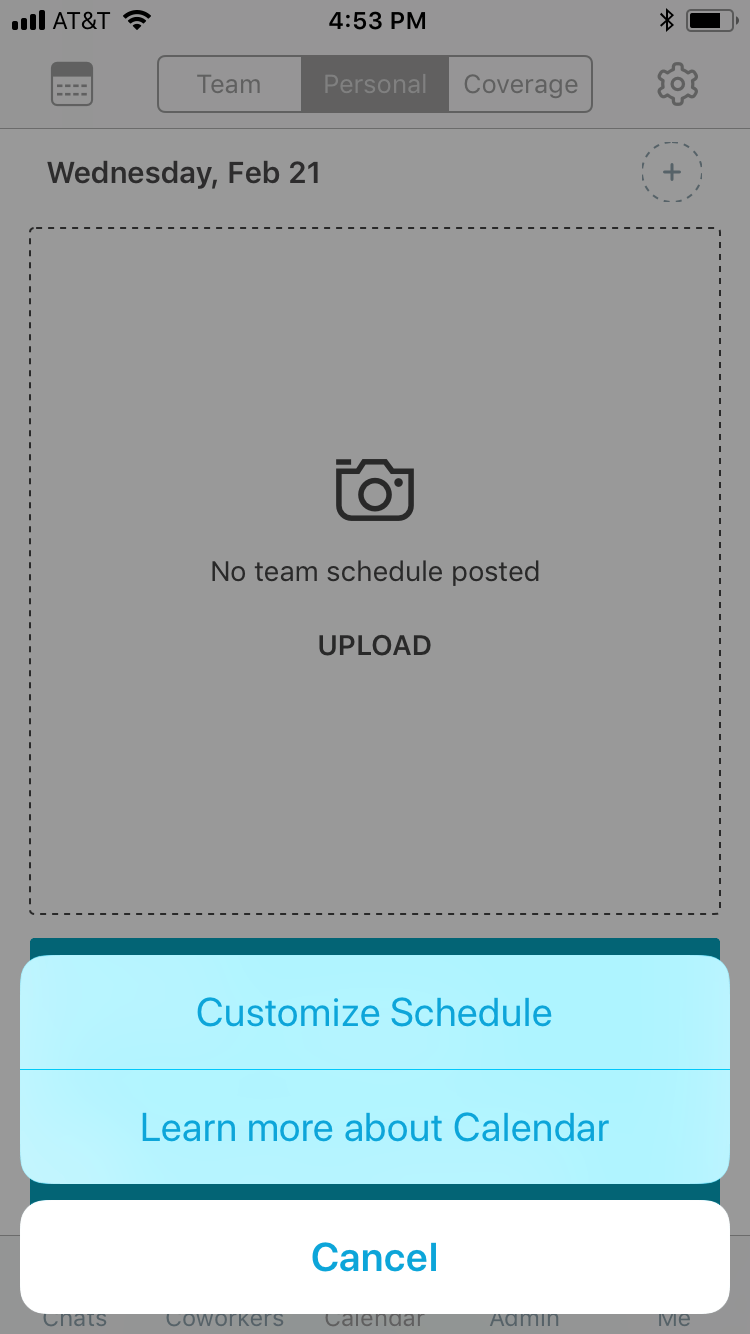 AT&T 4:53 PM
Team Personal Coverage
Wednesday, Feb 21
+
No team schedule posted
UPLOAD
Customize Schedule
Learn more about Calendar
Cancel
Chats Coworkers Calendar Admin Me